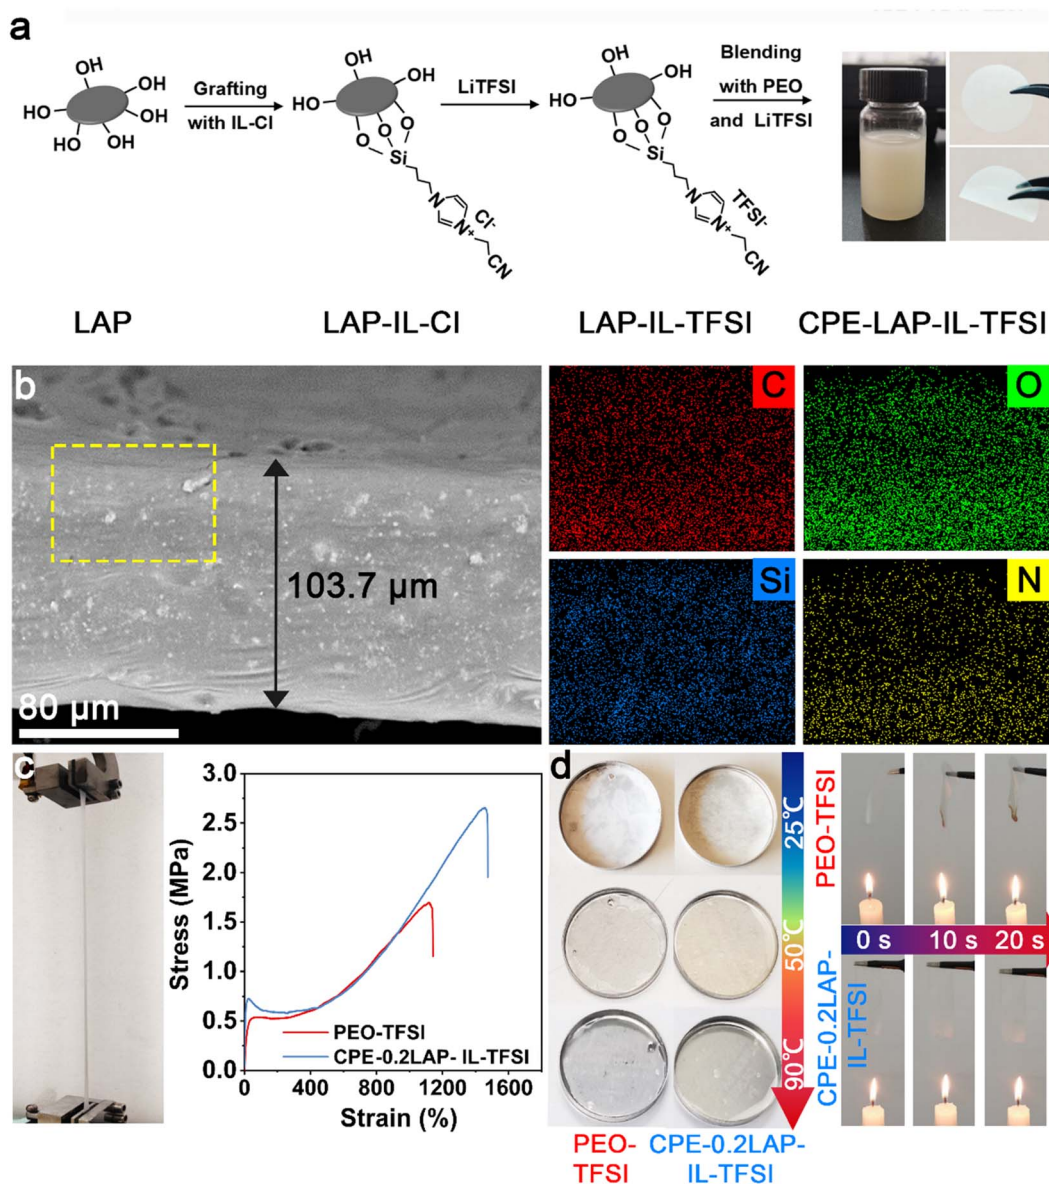 a
OH
OH
OH
HO
OH
HO
OH
Grafting
with IL-Cl
OH
OH
HO
O
O
O
Si
N
N+
Cl-
CN
LiTFSI
OH
OH
HO
O
O
O
Si
N
N+
TFSI-
CN
Blending
with PEO
and LiTFSI
LAP
LAP-IL-Cl
LAP-IL-TFSI
CPE-LAP-IL-TFSI
b
103.7 µm
80 µm
C
O
Si
N
c
3.0
2.5
2.0
1.5
1.0
0.5
0.0
Stress (MPa)
PEO-TFSI
CPE-0.2LAP- IL-TFSI
0
400
800
1200
1600
Strain (%)
d
25℃
50℃
90℃
PEO-
TFSI
CPE-0.2LAP-
IL-TFSI
PEO-TFSI
0 s
10 s
20 s
CPE-0.2LAP-
IL-TFSI